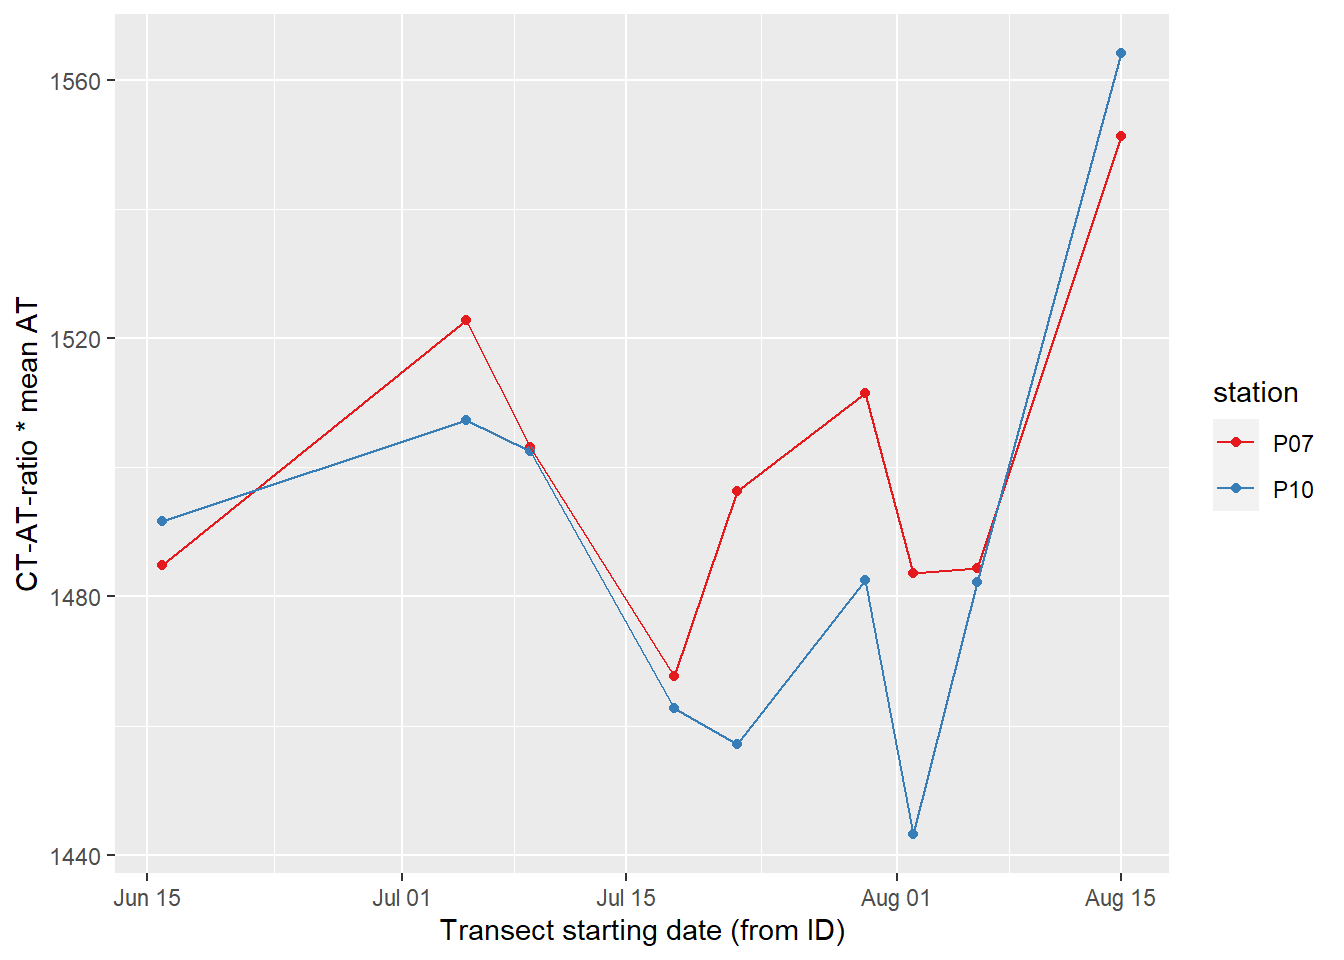 1560
1520
1480
1440
CT-AT-ratio * mean AT
Jun 15
Jul 01
Jul 15
Aug 01
Aug 15
Transect starting date (from ID)
station
P07
P10